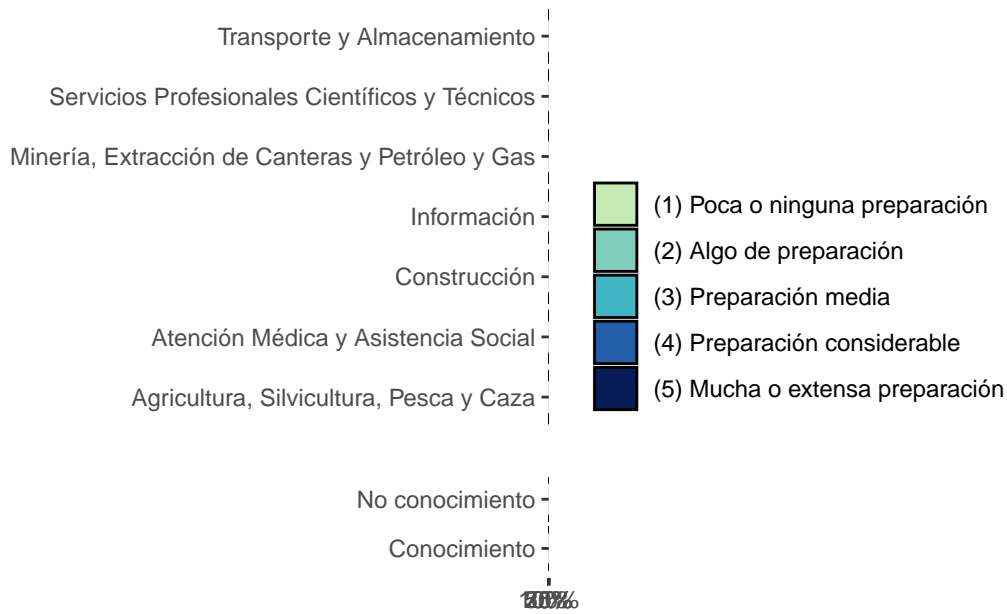 Transporte y Almacenamiento
Servicios Profesionales Científicos y Técnicos
Minería, Extracción de Canteras y Petróleo y Gas
Información
Construcción
Atención Médica y Asistencia Social
Agricultura, Silvicultura, Pesca y Caza
No conocimiento
Conocimiento
(1) Poca o ninguna preparación
(2) Algo de preparación
(3) Preparación media
(4) Preparación considerable
(5) Mucha o extensa preparación